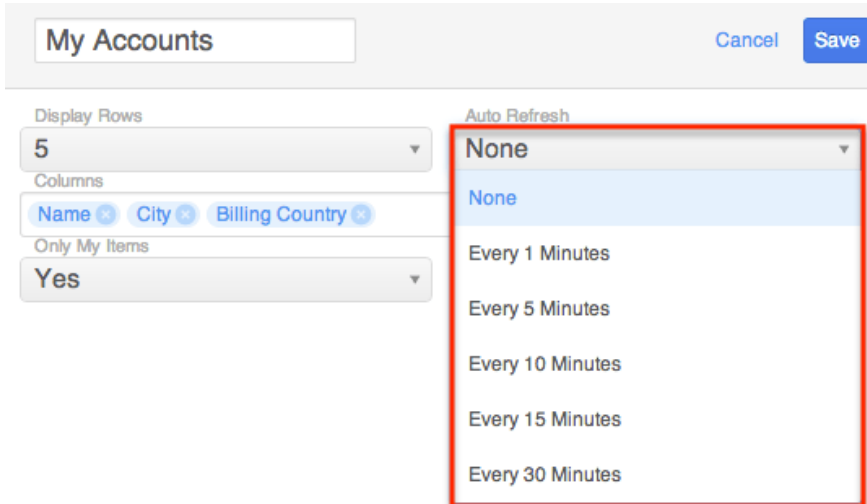 My Accounts
Cancel
Save
Display Rows
Auto Refresh
5
None
Columns
Name City Billing Country
None
Only My Items
Yes
Every 1 Minutes
Every 5 Minutes
Every 10 Minutes
Every 15 Minutes
Every 30 Minutes